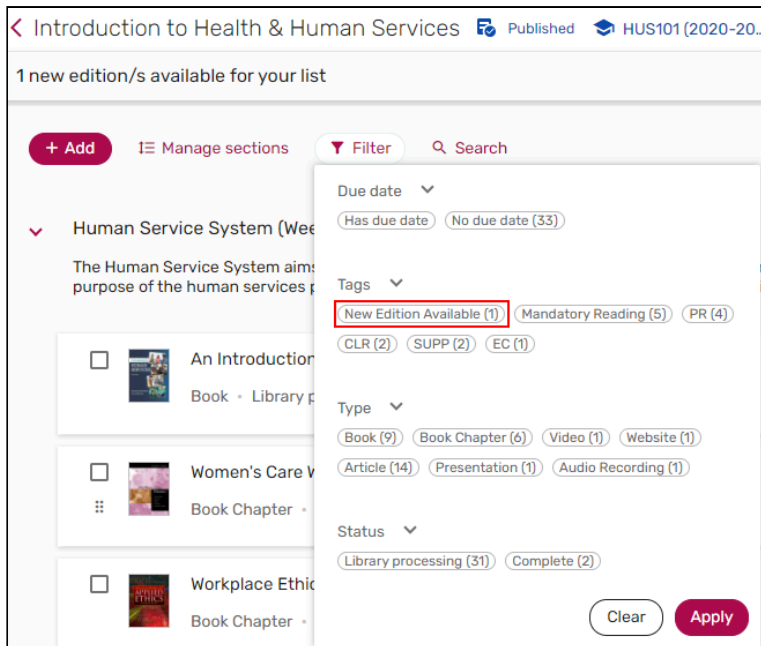 Introduction to Health & Human Services Published HUS101 (2020-20...
1 new edition/s available for your list
+ Add Manage sections Filter Search
Due date
Has due date No due date (33)
Human Service System (Wee
The Human Service System aims
purpose of the human services p
Tags
New Edition Available (1) Mandatory Reading (5) PR (4)
CLR (2) SUPP (2) EC (1)
An Introduction
Book • Library p
Type
Book (9) Book Chapter (6) Video (1) Website (1)
Article (14) Presentation (1) Audio Recording (1)
Women's Care W
Book Chapter •
Status
Library processing (31) Complete (2)
Workplace Ethic
Book Chapter •
APPLIED
ETHICS
Clear Apply